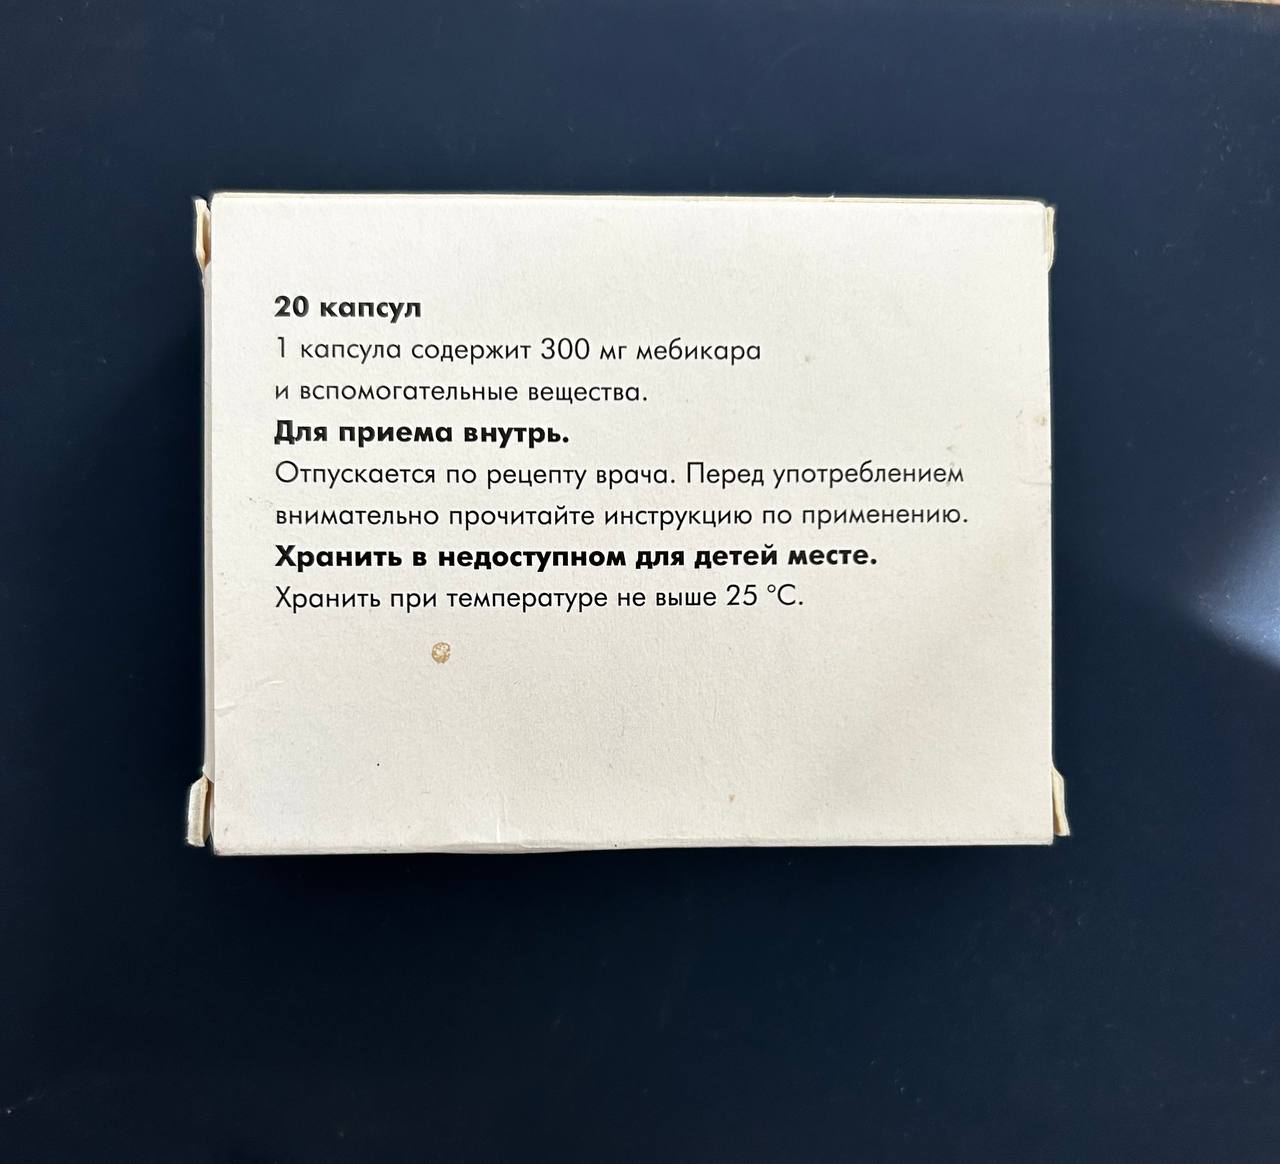 20 капсул
1 капсула содержит 300 мг мебикара
и вспомогательные вещества.
Для приема внутрь.
Отпускается по рецепту врача. Перед употреблением
внимательно прочитайте инструкцию по применению.
Хранить в недоступном для детей месте.
Хранить при температуре не выше 25 °С.